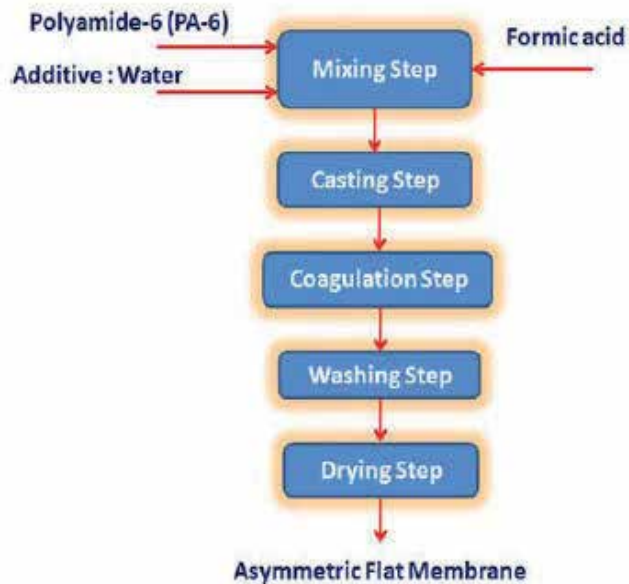 Polyamide-6 (PA-6)
Formic acid
Additive : Water
Mixing Step
Casting Step
Coagulation Step
Washing Step
Drying Step
Asymmetric Flat Membrane